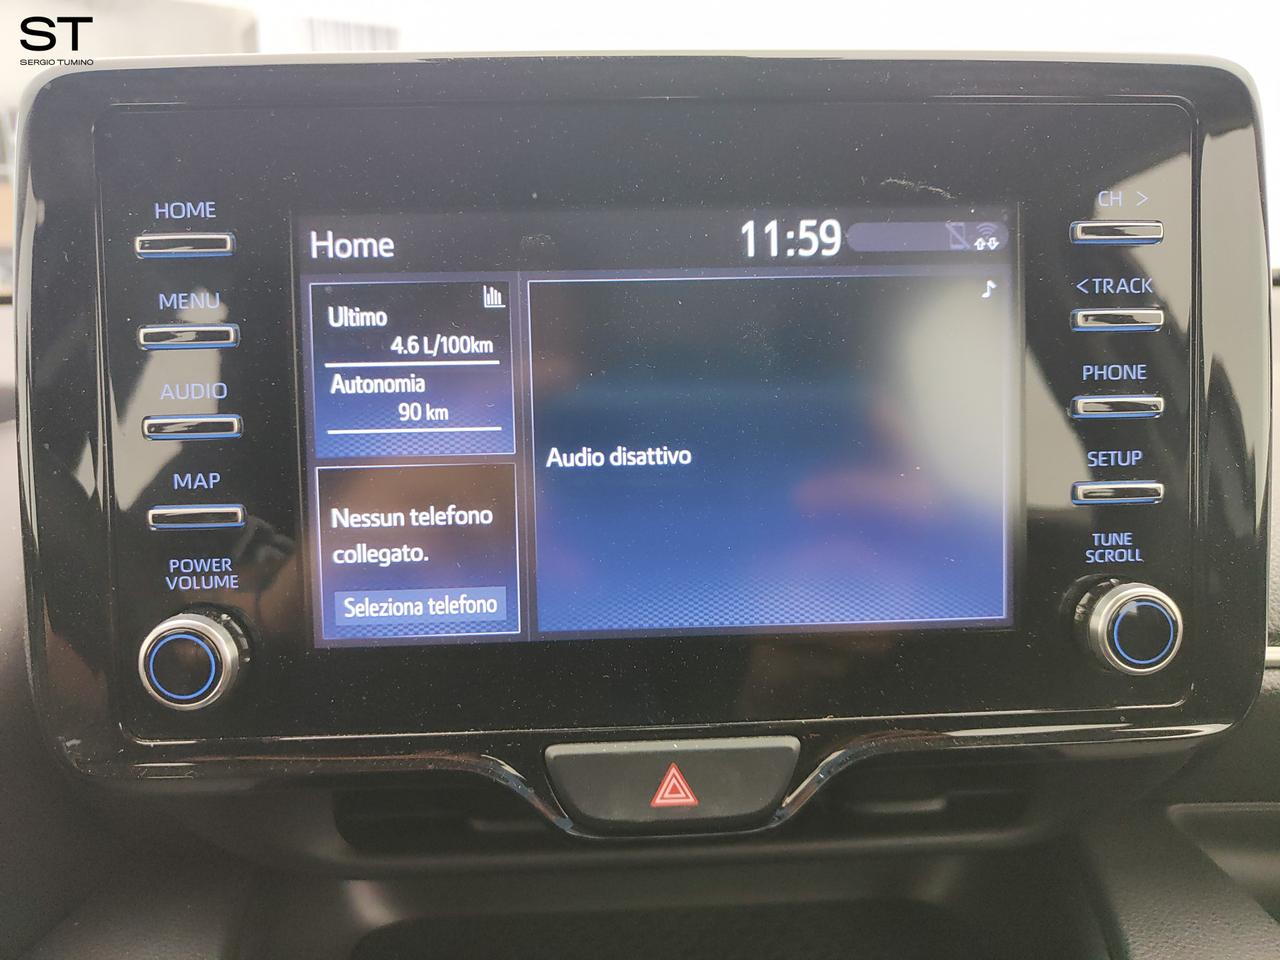 ST
SERGIO TUMINO
HOME
MENU
AUDIO
MAP
POWER
VOLUME
Home
11:59
Ultimo
4.6 L/100km
Autonomia
90 km
Nessun telefono
collegato.
Seleziona telefono
Audio disattivo
CH >
<TRACK
PHONE
SETUP
TUNE
SCROLL